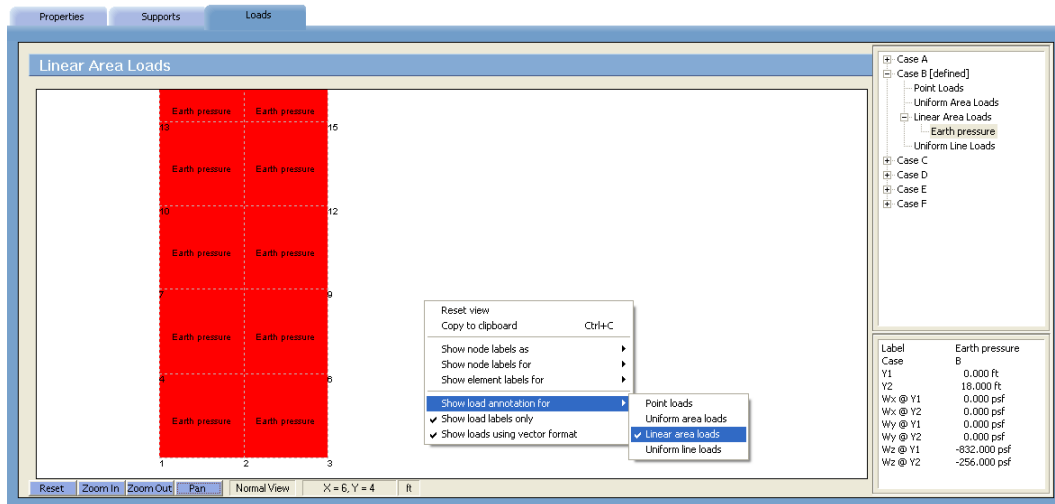 Properties Supports Loads
Linear Area Loads
Earth pressure Earth pressure
13 15
Earth pressure Earth pressure
10 12
Earth pressure Earth pressure
7 9
Earth pressure Earth pressure
4 6
Earth pressure Earth pressure
1 2 3
Reset view
Copy to clipboard Ctrl+C
Show node labels as
Show node labels for
Show element labels for
Show load annotation for
Show load labels only
Show loads using vector format
Point loads
Uniform area loads
Linear area loads
Uniform line loads
Reset Zoom In Zoom Out Pan Normal View X = 6, Y = 4 ft
Case A
Case B [defined]
Point Loads
Uniform Area Loads
Linear Area Loads
Earth pressure
Uniform Line Loads
Case C
Case D
Case E
Case F
Label Earth pressure
Case B
Y1 0.000 ft
Y2 18.000 ft
Wx @ Y1 0.000 psf
Wx @ Y2 0.000 psf
Wy @ Y1 0.000 psf
Wy @ Y2 0.000 psf
Wz @ Y1 -832.000 psf
Wz @ Y2 -256.000 psf